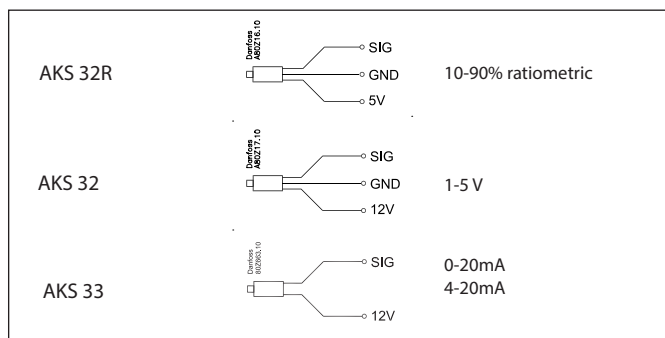 AKS 32R
Danfoss
A80Z16.10
SIG
GND
5V
10-90% ratiometric
AKS 32
Danfoss
A80Z17.10
SIG
GND
12V
1-5 V
AKS 33
Danfoss
80Z863.10
SIG
12V
0-20mA
4-20mA